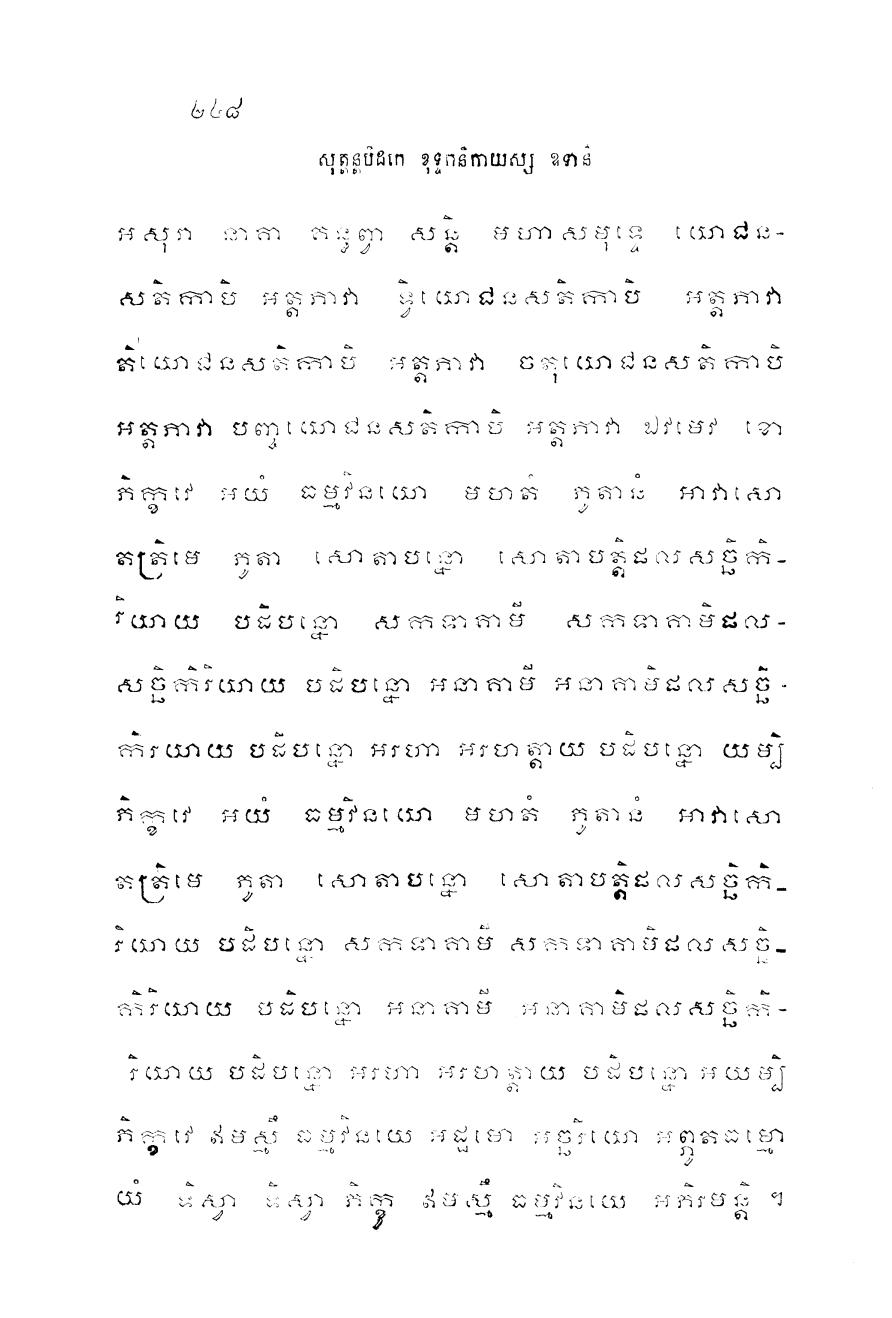 ២៤៨
សុត្តន្តបិដកេ ខុទ្ទកនិកាយស្ស ឧទានំ
អសុរា នាគា គន្ធព្វា សន្តិ មហាសមុទ្ទេ យោជន-
សតិកាបិ អត្តភាវា ទ្វិយោជនសតិកាបិ អត្តភាវា
តិយោជនសតិកាបិ អត្តភាវា ចតុយោជនសតិកាបិ
អត្តភាវា បញ្ចយោជនសតិកាបិ អត្តភាវា ឯវមេវ ខោ
ភិក្ខវេ អយំ ធម្មវិនយោ មហតំ ភូតានំ អាវាសោ
តត្រិមេ ភូតា សោតាបន្នោ សោតាបត្តិផលសច្ឆិកិ-
រិយាយ បដិបន្នោ សកទាគាមី សកទាគាមិផល-
សច្ឆិកិរិយាយ បដិបន្នោ អនាគាមី អនាគាមិផលសច្ឆិ-
កិរិយាយ បដិបន្នោ អរហា អរហត្តាយ បដិបន្នោ យម្បិ
ភិក្ខវេ អយំ ធម្មវិនយោ មហតំ ភូតានំ អាវាសោ
តត្រិមេ ភូតា សោតាបន្នោ សោតាបត្តិផលសច្ឆិកិ-
រិយាយ បដិបន្នោ សកទាគាមី សកទាគាមិផលសច្ឆិ-
កិរិយាយ បដិបន្នោ អនាគាមី អនាគាមិផលសច្ឆិកិ-
រិយាយ បដិបន្នោ អរហា អរហត្តាយ បដិបន្នោ អយម្បិ
ភិក្ខវេ ឥមស្មឹ ធម្មវិនយេ អដ្ឋមោ អច្ឆរិយោ អព្ភូតធម្មោ
យំ ទិស្វា ទិស្វា ភិក្ខូ ឥមស្មឹ ធម្មវិនយេ អភិរមន្តិ ។